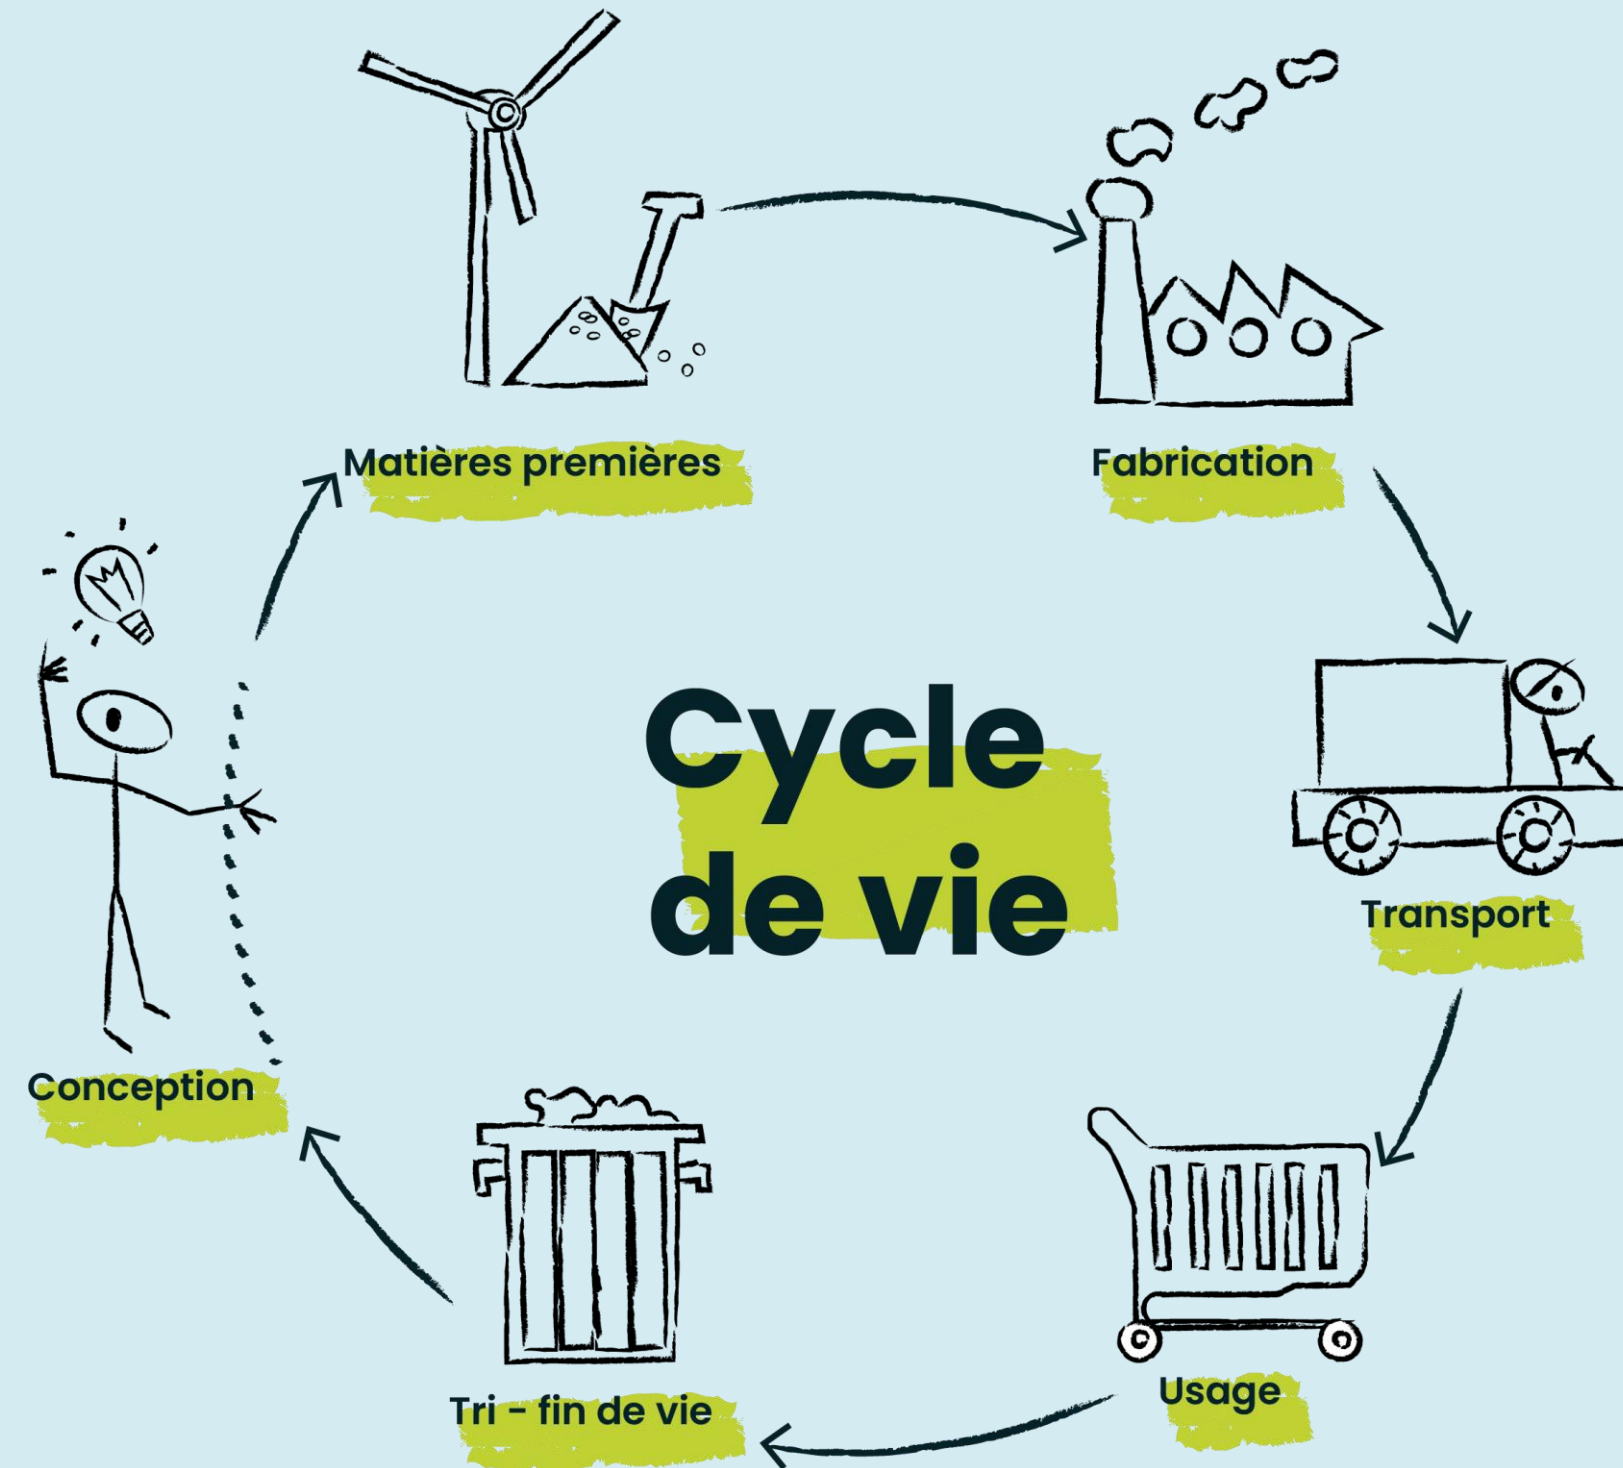 Matières premières
Fabrication
Cycle
de vie
Transport
Conception
Usage
Tri - fin de vie